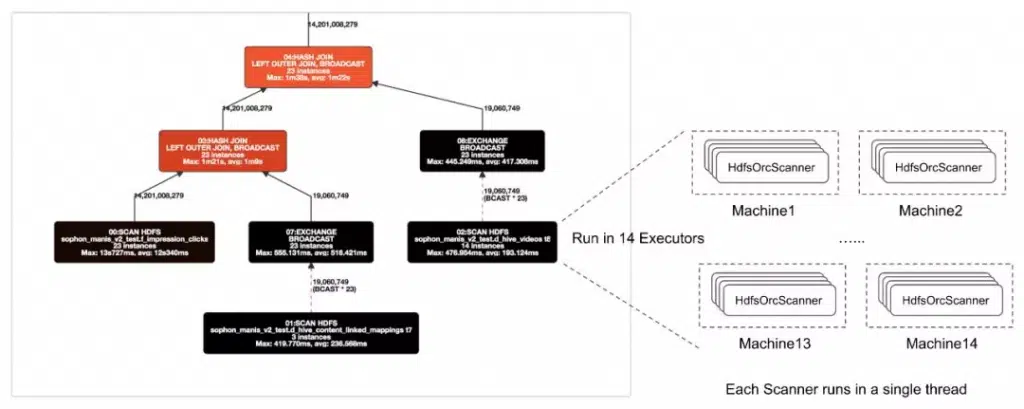 14,201,008,279
04:HASH JOIN
LEFT OUTER JOIN, BROADCAST
23 instances
Max: 1m38s, avg: 1m22s
14,201,008,279
19,060,749
03:HASH JOIN
LEFT OUTER JOIN, BROADCAST
23 instances
Max: 1m21s, avg: 1m9s
08:EXCHANGE
BROADCAST
23 instances
Max: 445.249ms, avg: 417.308ms
14,201,008,279
19,060,749
19,060,749
(BCAST * 23)
00:SCAN HDFS
sophon_manis_v2_test.f_impression_clicks
23 instances
Max: 13s727ms, avg: 12s340ms
07:EXCHANGE
BROADCAST
23 instances
Max: 555.131ms, avg: 516.421ms
02:SCAN HDFS
sophon_manis_v2_test.d_hive_videos t8
14 instances
Max: 476.954ms, avg: 193.124ms
19,060,749
(BCAST * 23)
01:SCAN HDFS
sophon_manis_v2_test.d_hive_content_linked_mappings t7
3 instances
Max: 419.770ms, avg: 236.568ms
HdfsOrcScanner
HdfsOrcScanner
Machine1
Machine2
Run in 14 Executors
......
HdfsOrcScanner
HdfsOrcScanner
Machine13
Machine14
Each Scanner runs in a single thread